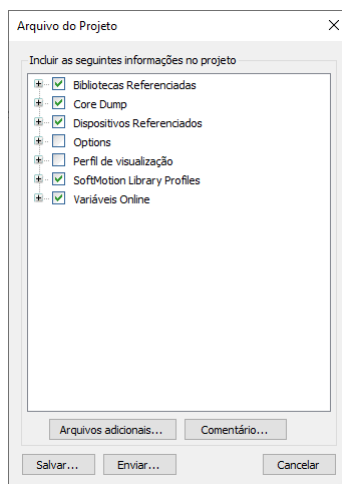 Arquivo do Projeto
Incluir as seguintes informações no projeto
Bibliotecas Referenciadas
Core Dump
Dispositivos Referenciados
Options
Perfil de visualização
SoftMotion Library Profiles
Variáveis Online
Arquivos adicionais... Comentário...
Salvar... Enviar... Cancelar